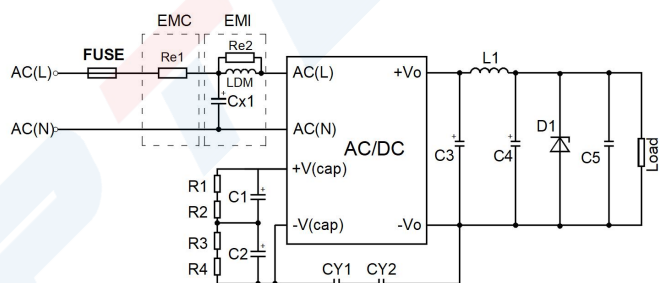 EMC EMI
FUSE Re1 Re2
AC(L) LDM AC(L) +Vo L1
Cx1
AC(N) AC(N)
AC/DC
C3 C4 D1 C5 Load
+V(cap)
R1 C1
R2
-V(cap) -Vo
R3 C2
R4 CY1 CY2